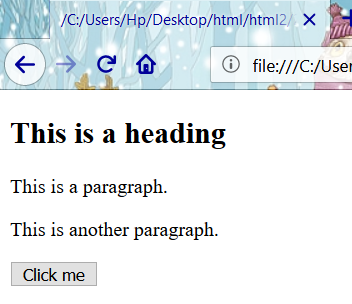 /C:/Users/Hp/Desktop/html/html2/
file:///C:/User
This is a heading
This is a paragraph.
This is another paragraph.
Click me